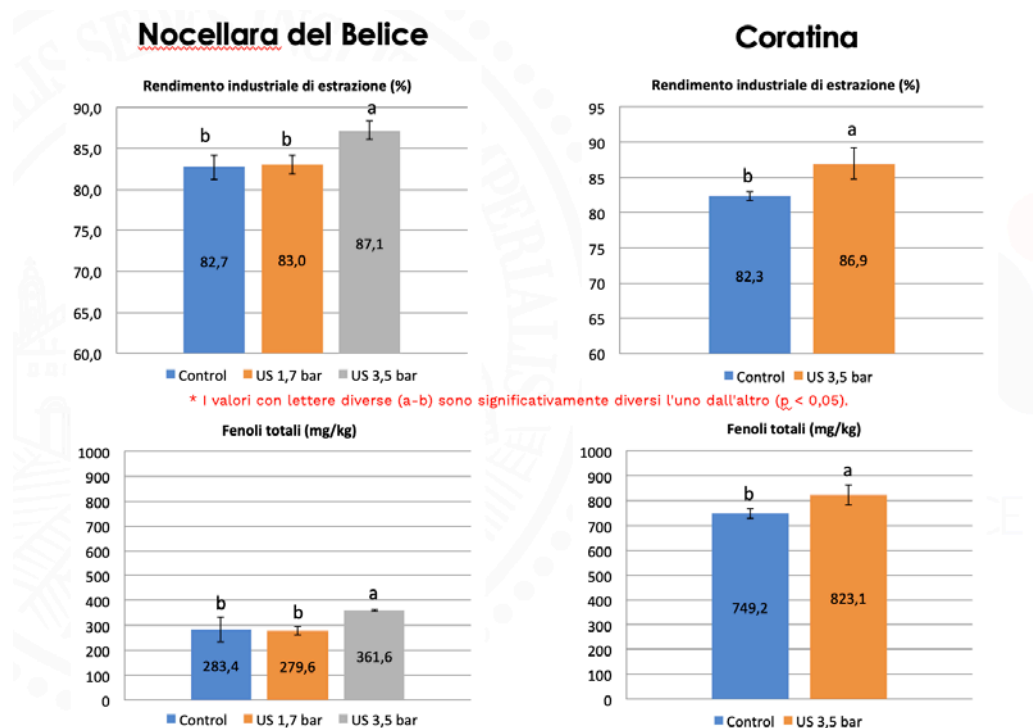 Nocellara del Belice
Coratina
Rendimento industriale di estrazione (%)
90,0
85,0
80,0
75,0
70,0
65,0
60,0
b
b
a
82,7
83,0
87,1
Control US 1,7 bar US 3,5 bar
Rendimento industriale di estrazione (%)
95
90
85
80
75
70
65
60
b
a
82,3
86,9
Control US 3,5 bar
* I valori con lettere diverse (a-b) sono significativamente diversi l'uno dall'altro (p < 0,05).
Fenoli totali (mg/kg)
1000
900
800
700
600
500
400
300
200
100
0
b
b
a
283,4
279,6
361,6
Control US 1,7 bar US 3,5 bar
Fenoli totali (mg/kg)
1000
900
800
700
600
500
400
300
200
100
0
b
a
749,2
823,1
Control US 3,5 bar